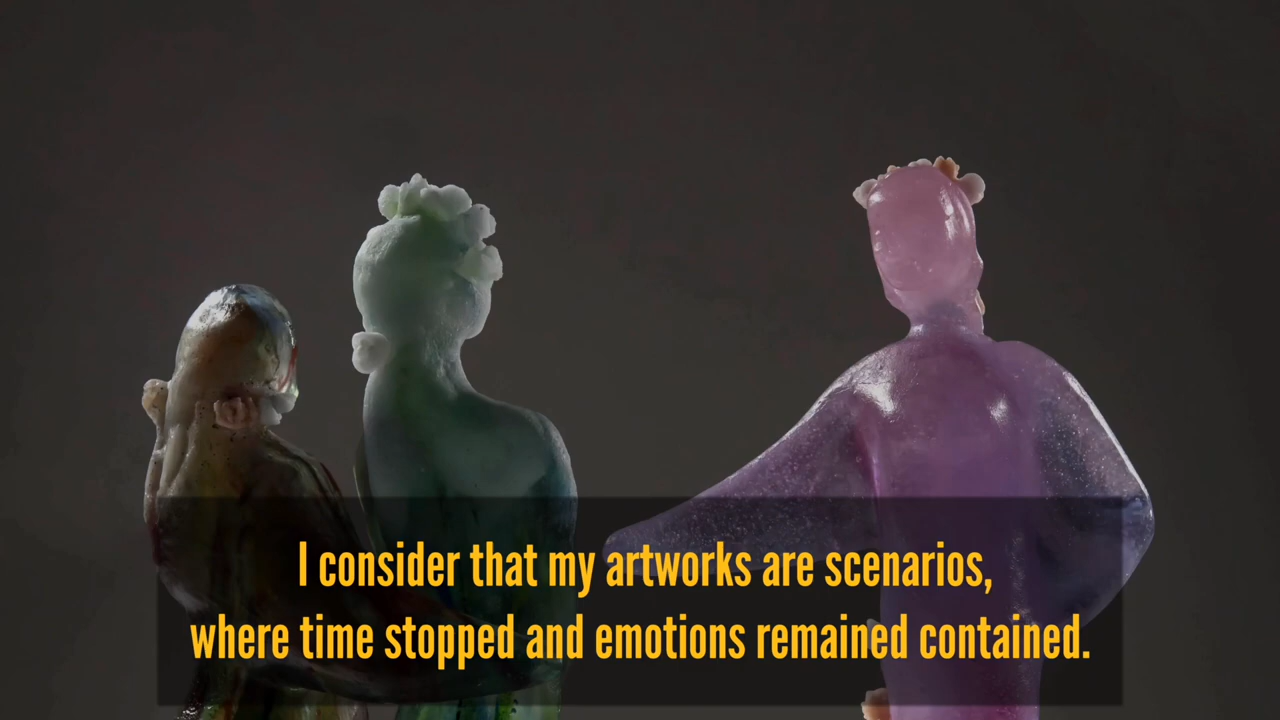 I consider that my artworks are scenarios,
where time stopped and emotions remained contained.